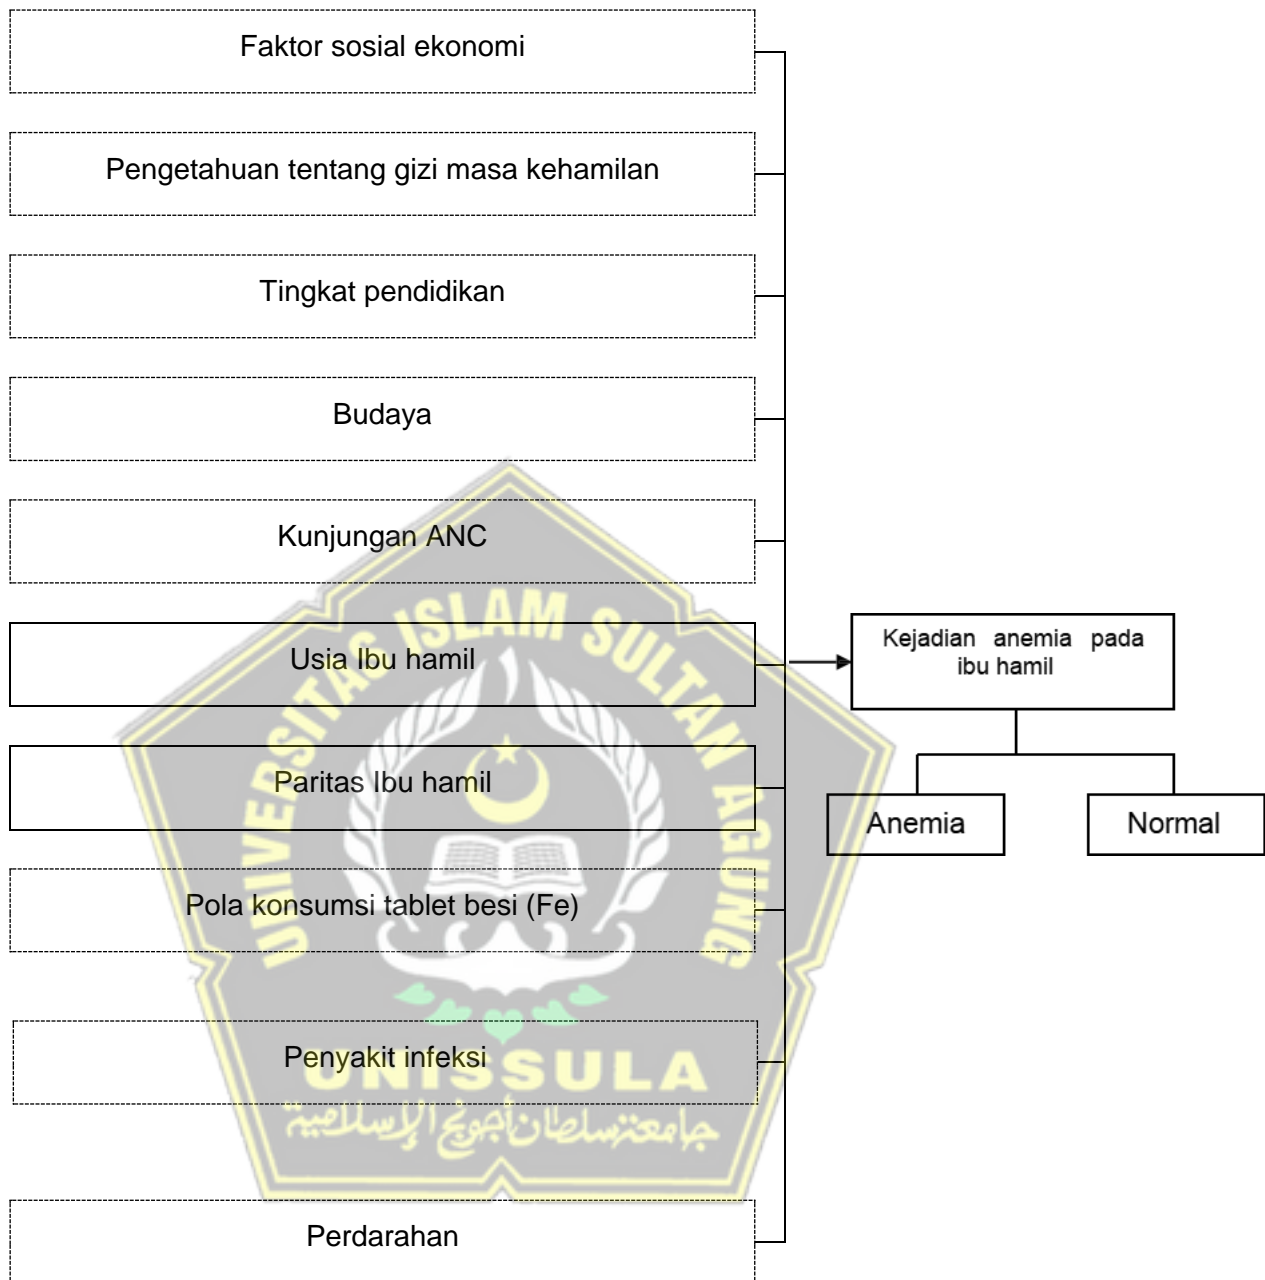 Faktor sosial ekonomi
Pengetahuan tentang gizi masa kehamilan
Tingkat pendidikan
Budaya
Kunjungan ANC
Usia Ibu hamil
Paritas Ibu hamil
Pola konsumsi tablet besi (Fe)
Penyakit infeksi
Perdarahan
Kejadian anemia pada
ibu hamil
Anemia
Normal
UNIVERSITAS ISLAM SULTAN AGUNG
UNISSULA
جامعتنسلطان أجونج الإسلامية